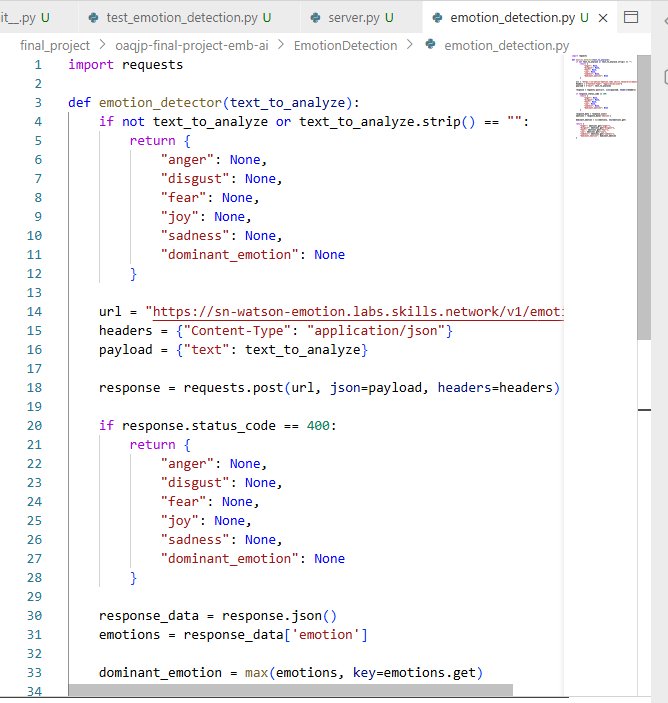 it__.py U test_emotion_detection.py U server.py U emotion_detection.py U
final_project > oaqjp-final-project-emb-ai > EmotionDetection > emotion_detection.py
1 import requests
2
3 def emotion_detector(text_to_analyze):
4     if not text_to_analyze or text_to_analyze.strip() == "":
5         return {
6             "anger": None,
7             "disgust": None,
8             "fear": None,
9             "joy": None,
10             "sadness": None,
11             "dominant_emotion": None
12         }
13
14     url = "https://sn-watson-emotion.labs.skills.network/v1/emoti
15     headers = {"Content-Type": "application/json"}
16     payload = {"text": text_to_analyze}
17
18     response = requests.post(url, json=payload, headers=headers)
19
20     if response.status_code == 400:
21         return {
22             "anger": None,
23             "disgust": None,
24             "fear": None,
25             "joy": None,
26             "sadness": None,
27             "dominant_emotion": None
28         }
29
30     response_data = response.json()
31     emotions = response_data['emotion']
32
33     dominant_emotion = max(emotions, key=emotions.get)
34